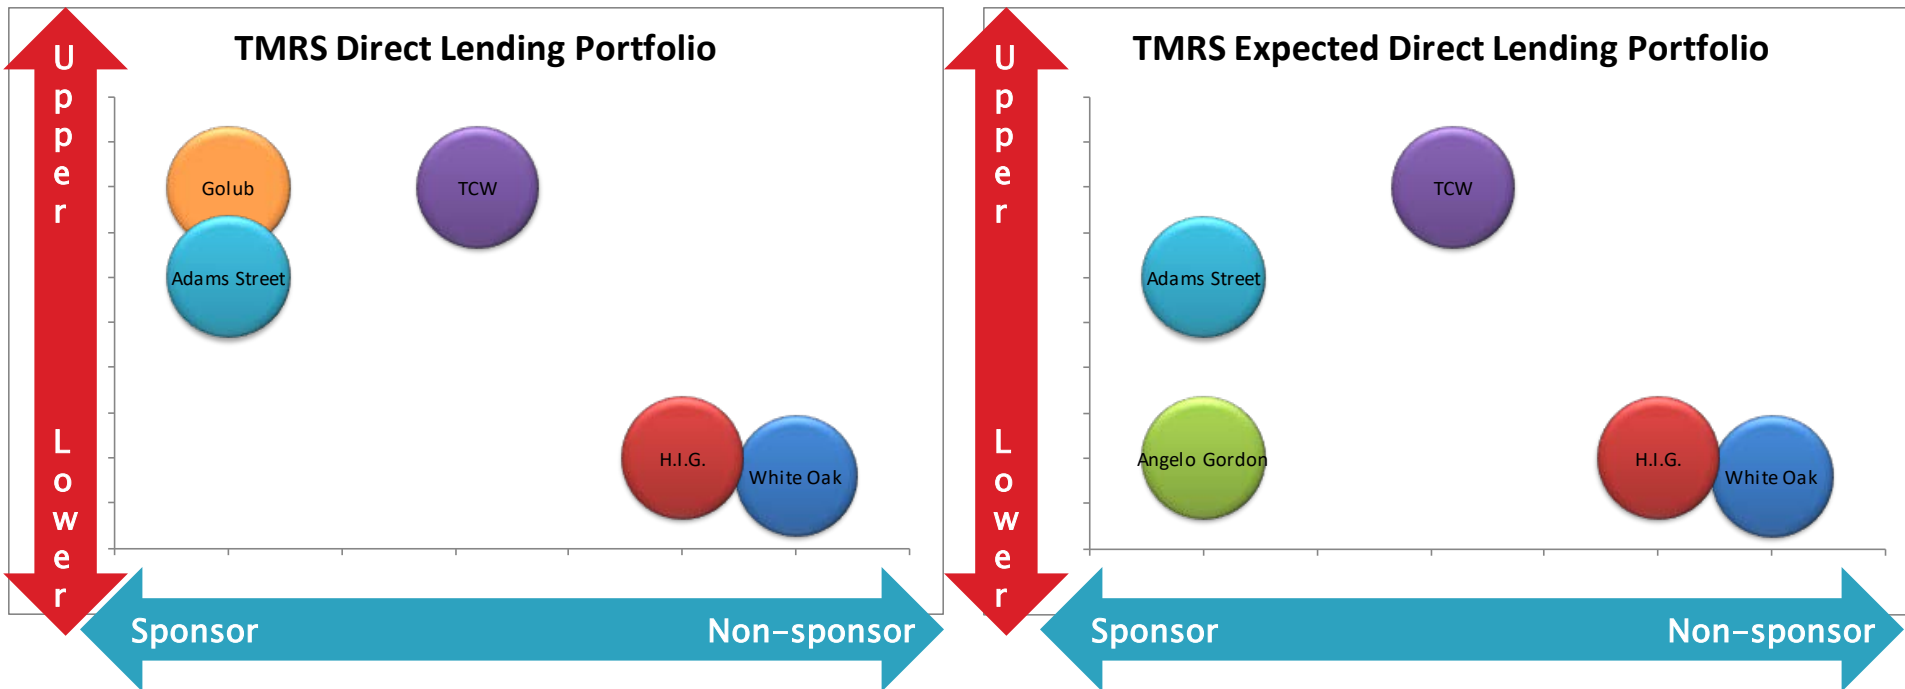 TMRS Direct Lending Portfolio
Upper
Lower
Golub
TCW
Adams Street
H.I.G.
White Oak
Sponsor
Non-sponsor
TMRS Expected Direct Lending Portfolio
Upper
Lower
TCW
Adams Street
Angelo Gordon
H.I.G.
White Oak
Sponsor
Non-sponsor